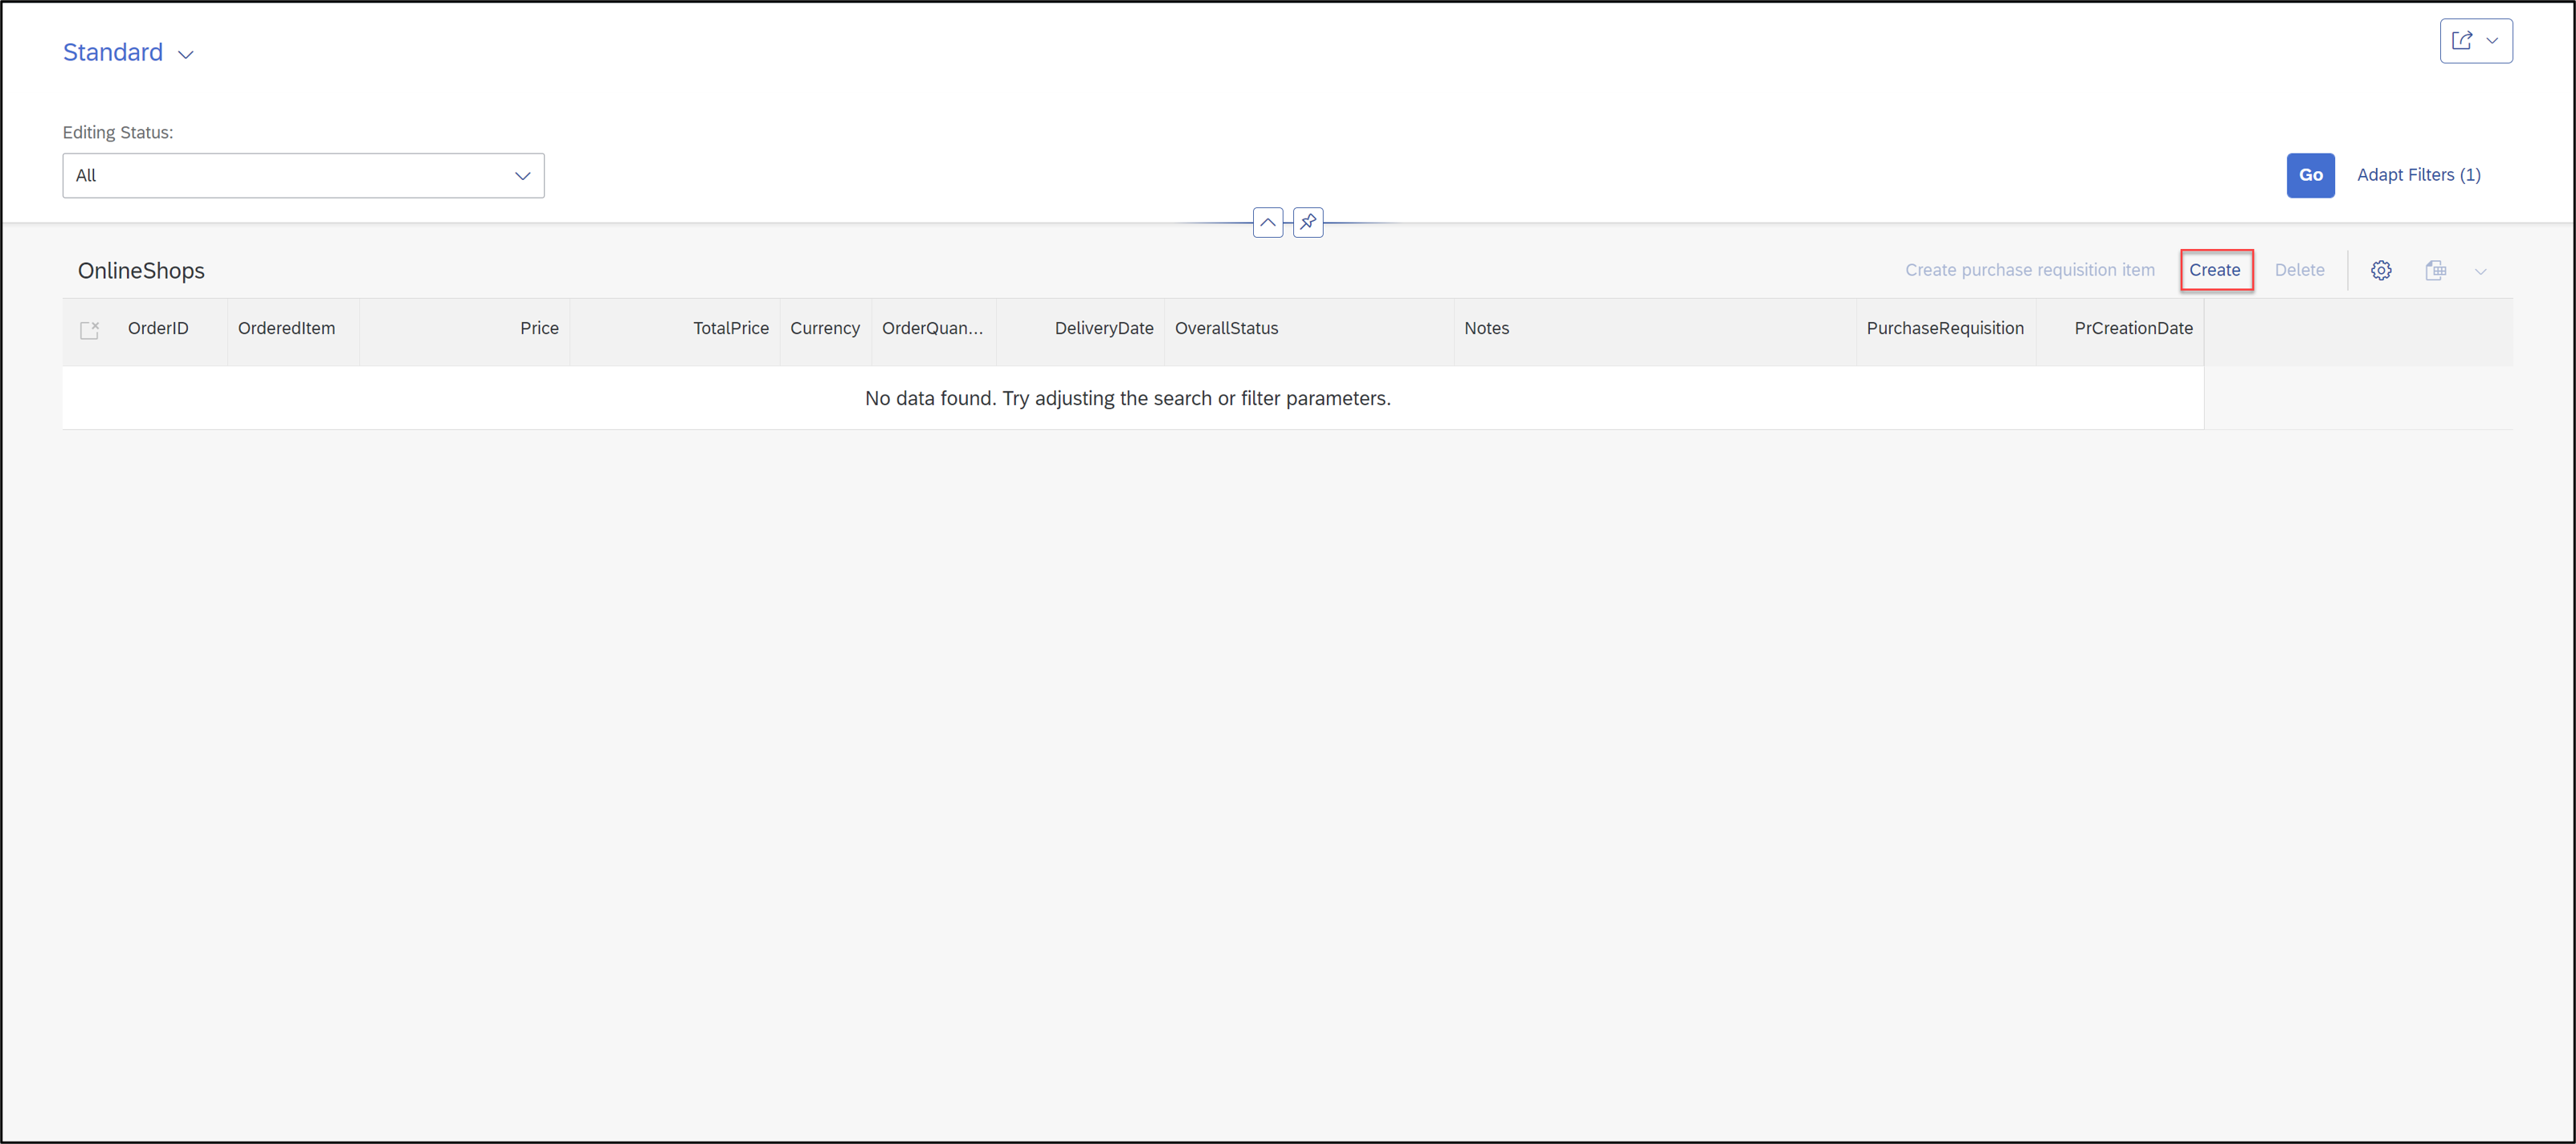 Standard
Editing Status:
All
Go Adapt Filters (1)
OnlineShops Create purchase requisition item Create Delete
OrderID OrderedItem Price TotalPrice Currency OrderQuan... DeliveryDate OverallStatus Notes PurchaseRequisition PrCreationDate
No data found. Try adjusting the search or filter parameters.